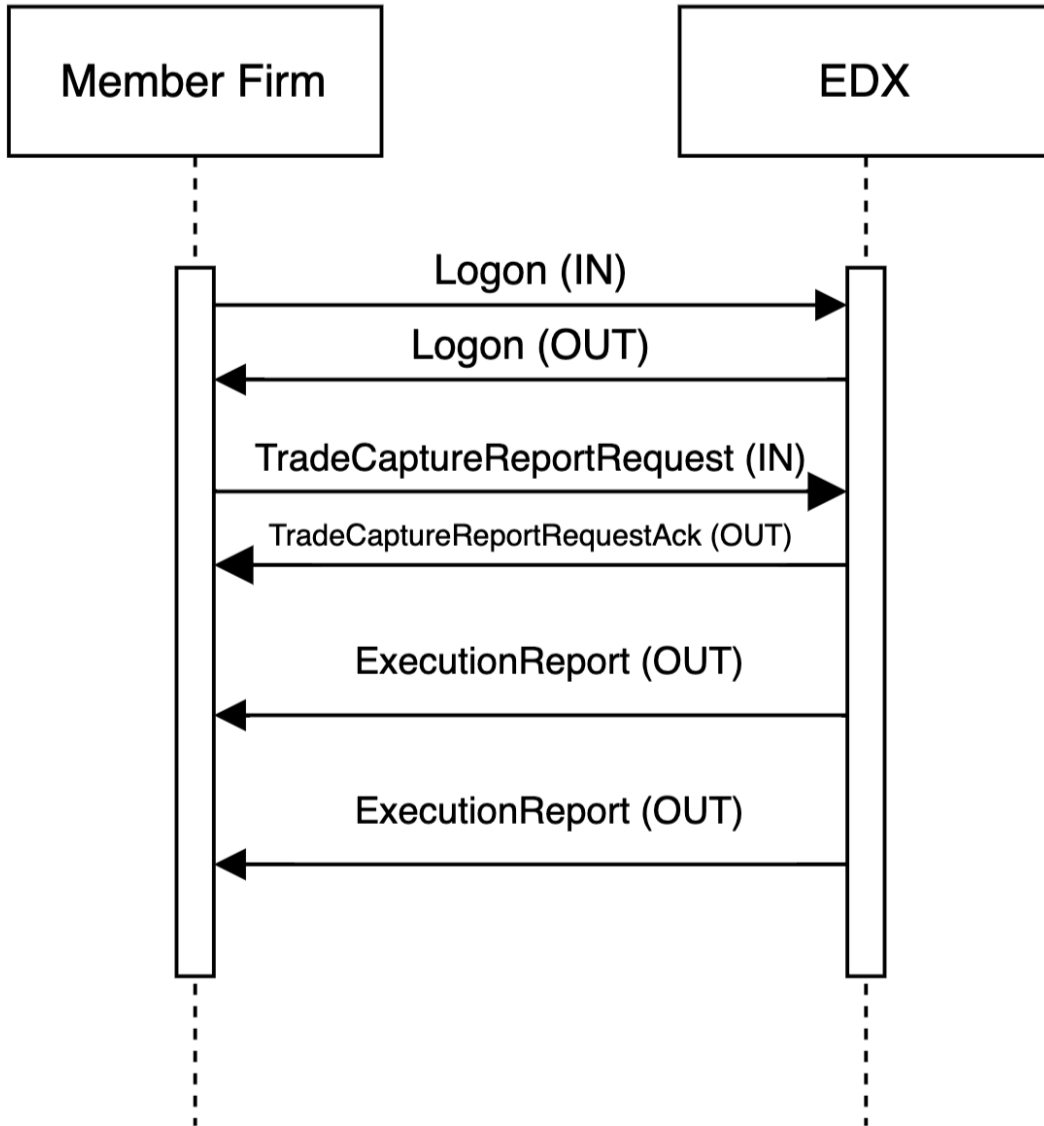 Member Firm
EDX
Logon (IN)
Logon (OUT)
TradeCaptureReportRequest (IN)
TradeCaptureReportRequestAck (OUT)
ExecutionReport (OUT)
ExecutionReport (OUT)